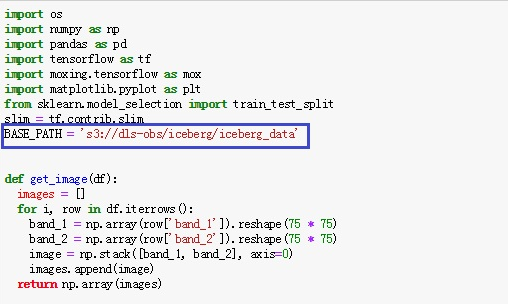 import os
import numpy as np
import pandas as pd
import tensorflow as tf
import moxing.tensorflow as mox
import matplotlib.pyplot as plt
from sklearn.model_selection import train_test_split
slim = tf.contrib.slim
BASE_PATH = 's3://dls-obs/iceberg/iceberg_data'
def get_image(df):
images = []
for i, row in df.iterrows():
band_1 = np.array(row['band_1']).reshape(75 * 75)
band_2 = np.array(row['band_2']).reshape(75 * 75)
image = np.stack([band_1, band_2], axis=0)
images.append(image)
return np.array(images)